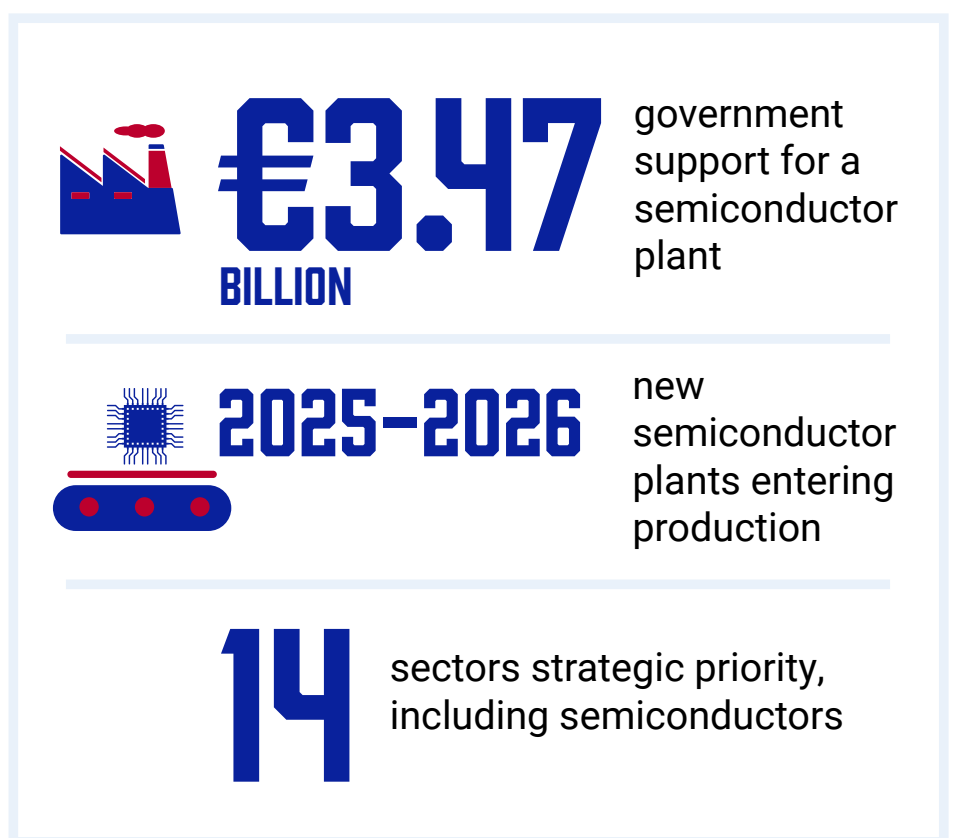 €3.47
BILLION
government
support for a
semiconductor
plant
2025–2026
new
semiconductor
plants entering
production
14
sectors strategic priority,
including semiconductors